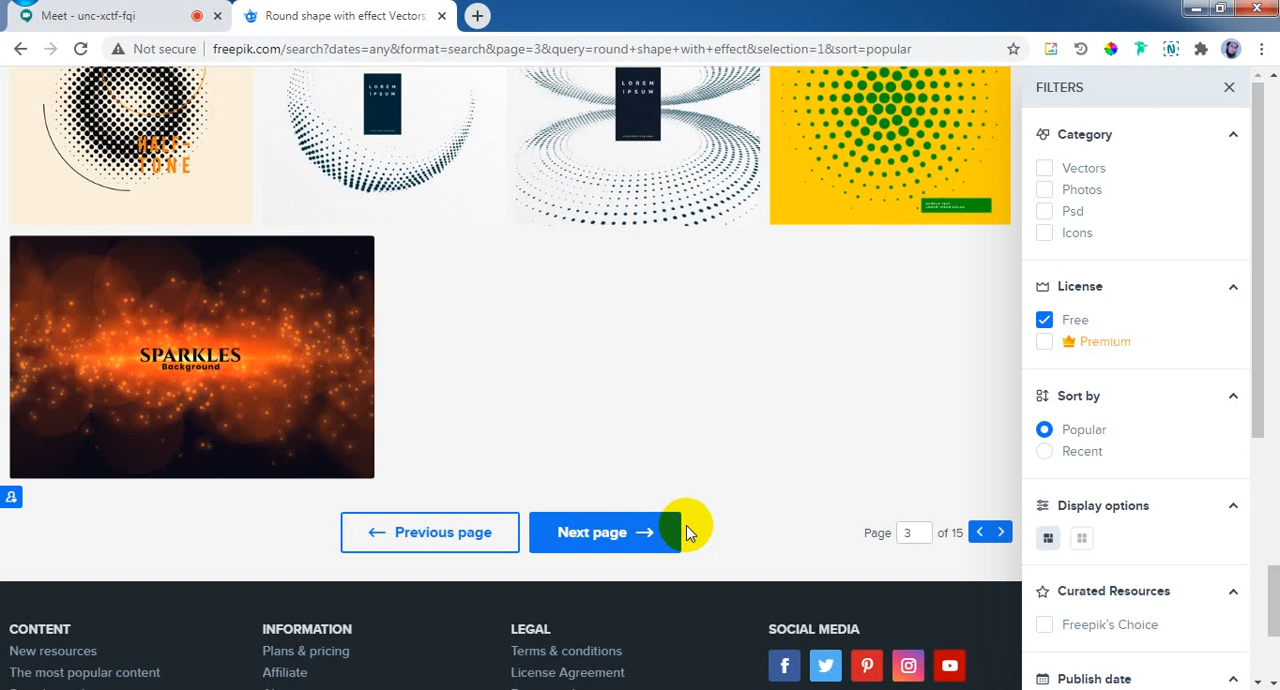 Meet - unc-xctf-fqi
Round shape with effect Vectors,
Not secure
freepik.com/search?dates=any&format=search&page=3&query=round+shape+with+effect&selection=1&sort=popular
HALF-
TONE
LOREM
IPSUM
LOREM
IPSUM
SPARKLES
Background
FILTERS
Category
Vectors
Photos
Psd
Icons
License
Free
Premium
Sort by
Popular
Recent
Display options
Curated Resources
Freepik's Choice
Publish date
Previous page
Next page
Page 3 of 15
CONTENT
New resources
The most popular content
INFORMATION
Plans & pricing
Affiliate
LEGAL
Terms & conditions
License Agreement
SOCIAL MEDIA